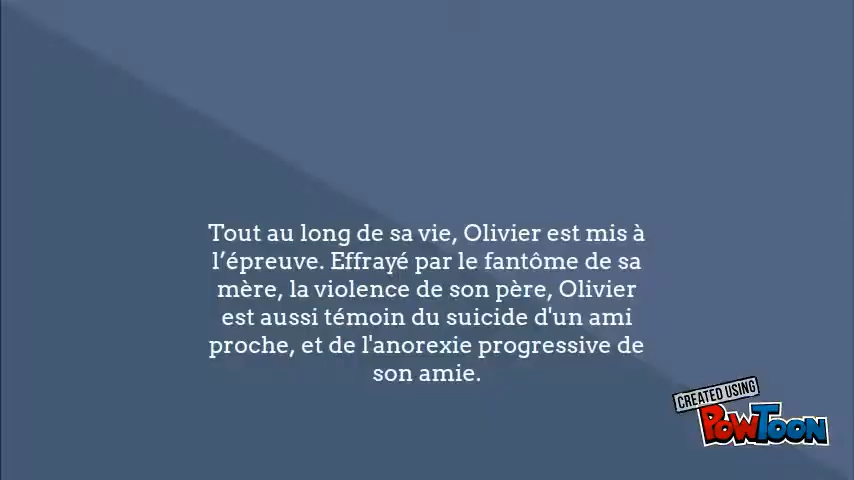 Tout au long de sa vie, Olivier est mis à
l’épreuve. Effrayé par le fantôme de sa
mère, la violence de son père, Olivier
est aussi témoin du suicide d'un ami
proche, et de l'anorexie progressive de
son amie.
CREATED USING
POWTOON